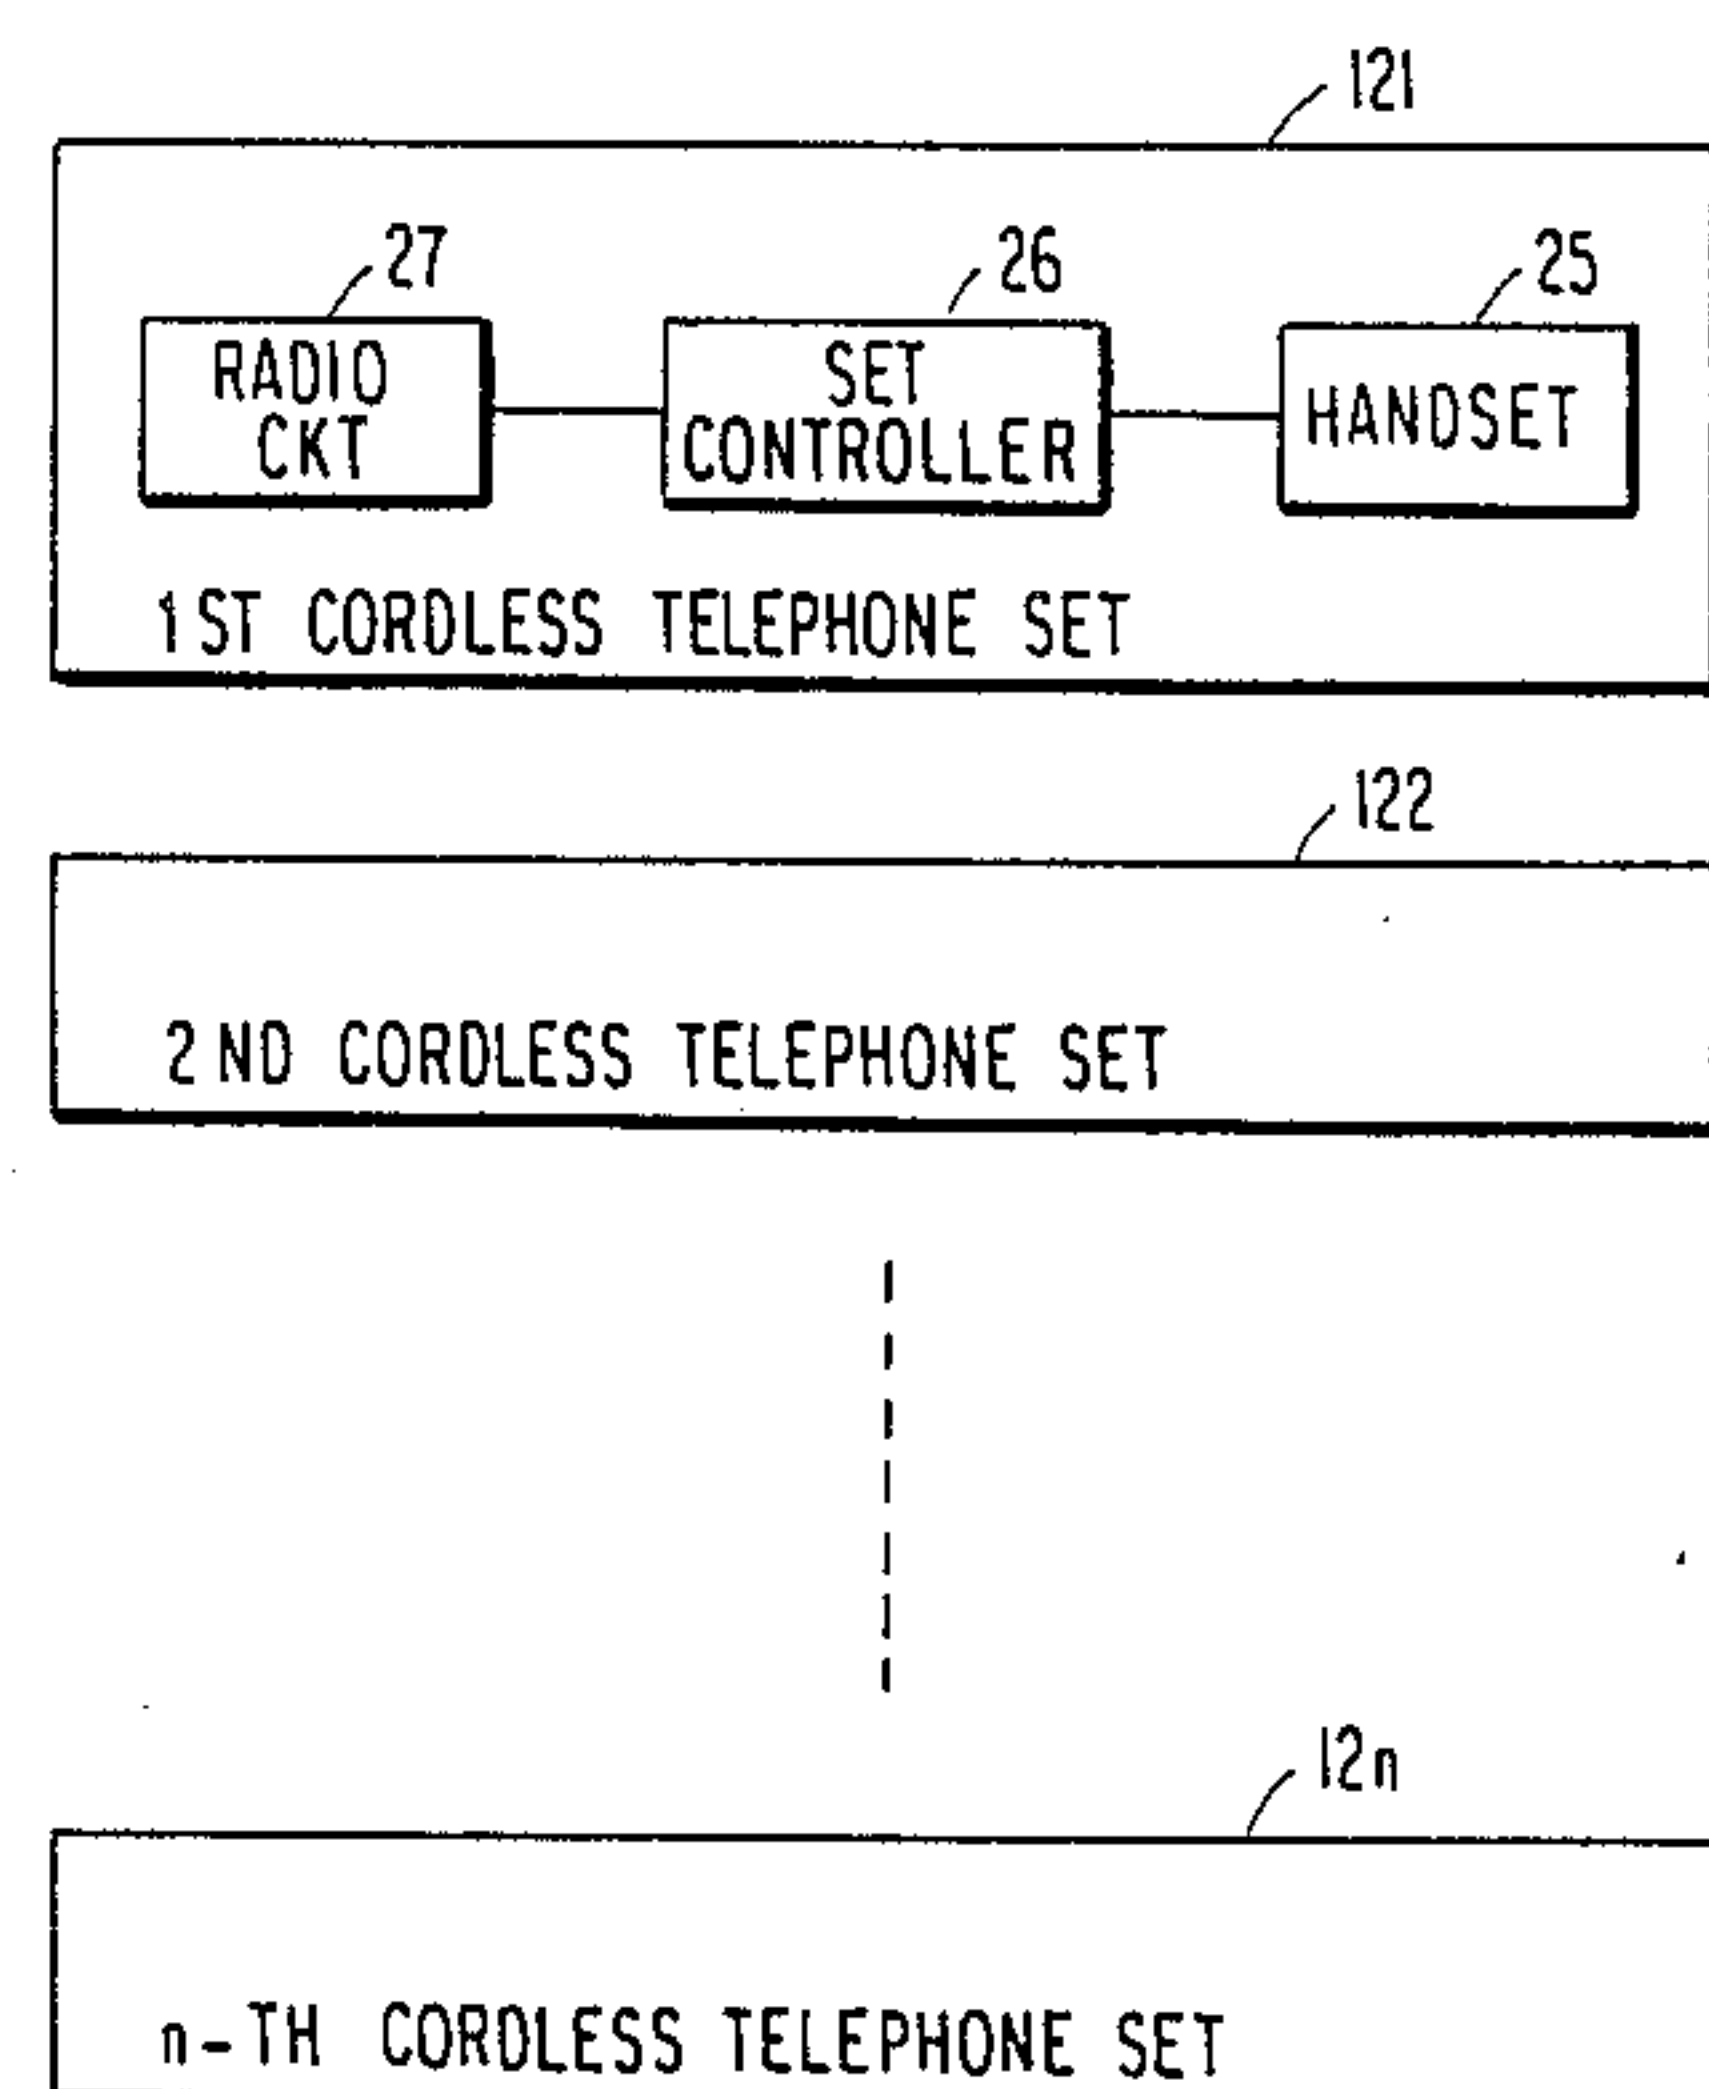 121
27
26
25
RADIO
CKT
SET
CONTROLLER
HANDSET
1ST CORDLESS TELEPHONE SET
122
2ND CORDLESS TELEPHONE SET
12n
n-TH CORDLESS TELEPHONE SET